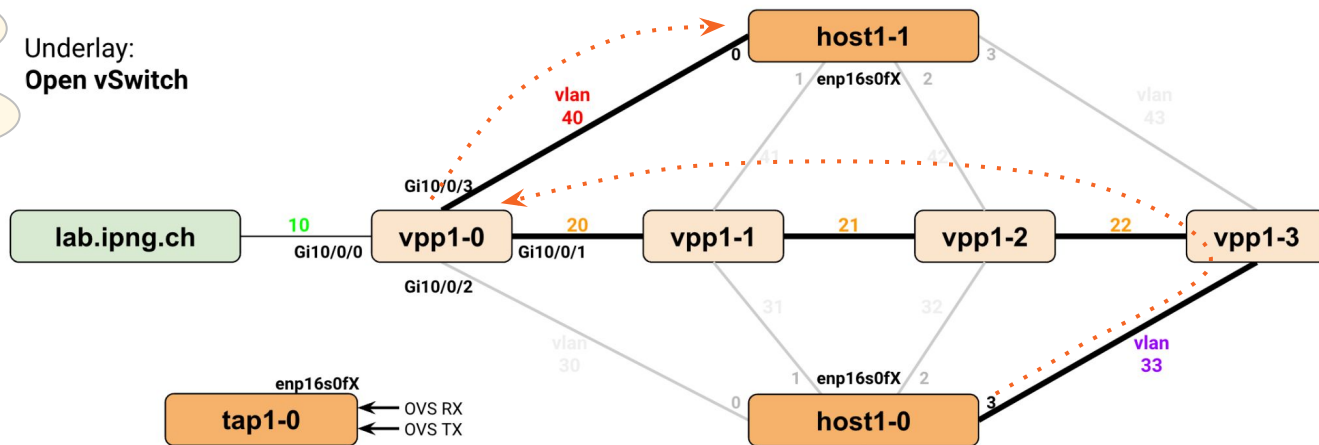 Underlay:
Open vSwitch
host1-1
0
1
enp16s0fX
2
3
vlan
40
vlan
43
41
42
Gi10/0/3
lab.ipng.ch
10
Gi10/0/0
vpp1-0
20
Gi10/0/1
vpp1-1
21
vpp1-2
22
vpp1-3
Gi10/0/2
31
32
vlan
30
vlan
33
enp16s0fX
tap1-0
OVS RX
OVS TX
0
1
enp16s0fX
2
3
host1-0